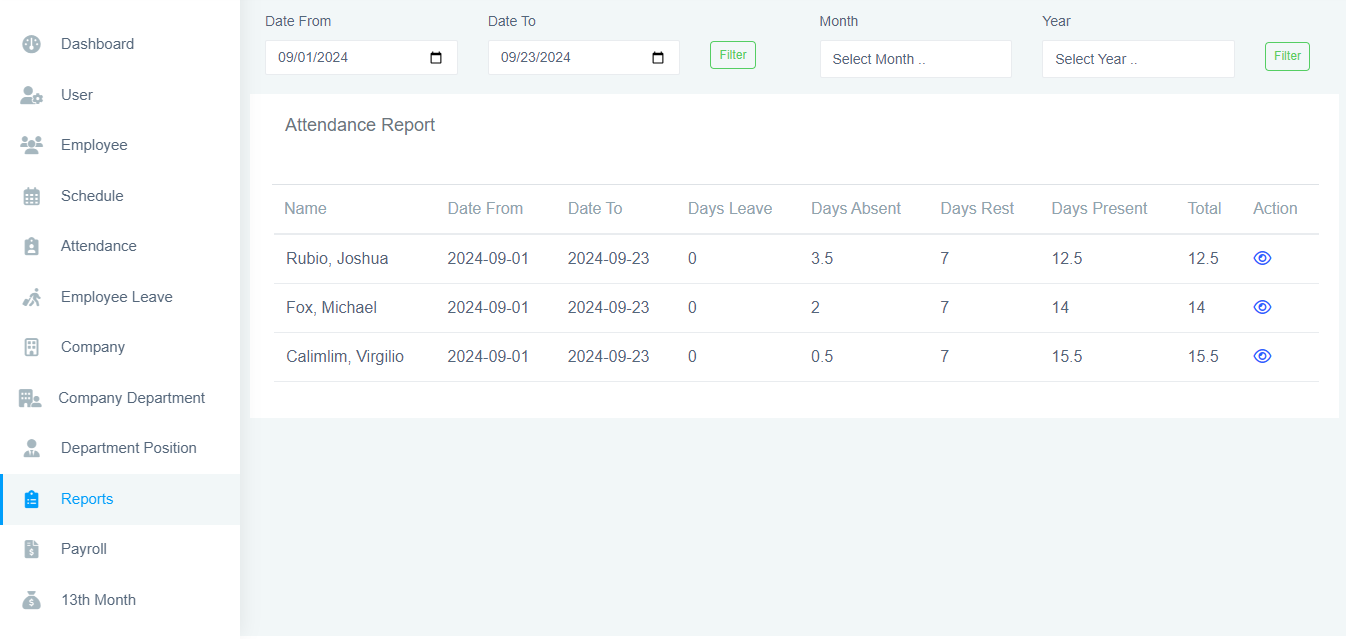 Dashboard
User
Employee
Schedule
Attendance
Employee Leave
Company
Company Department
Department Position
Reports
Payroll
13th Month
Date From Date To Month Year
09/01/2024 09/23/2024 Filter Select Month .. Select Year .. Filter
Attendance Report
Name Date From Date To Days Leave Days Absent Days Rest Days Present Total Action
Rubio, Joshua 2024-09-01 2024-09-23 0 3.5 7 12.5 12.5
Fox, Michael 2024-09-01 2024-09-23 0 2 7 14 14
Calimlim, Virgilio 2024-09-01 2024-09-23 0 0.5 7 15.5 15.5